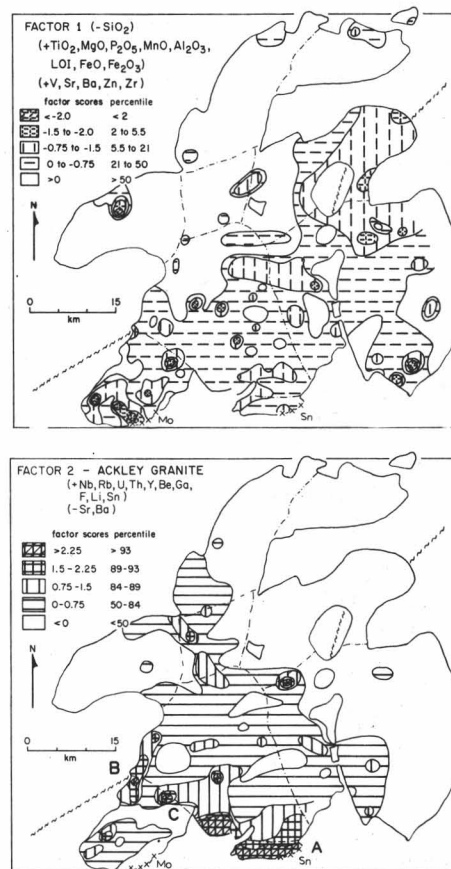 FACTOR 1 (-SiO2)
(+TiO2, MgO, P2O5, MnO, Al2O3,
LOI, FeO, Fe2O3)
(+V, Sr, Ba, Zn, Zr)
factor scores percentile
<-2.0 < 2
-1.5 to -2.0 2 to 5.5
-0.75 to -1.5 5.5 to 21
0 to -0.75 21 to 50
>0 > 50
N
0 15
km
Mo
Sn
FACTOR 2 - ACKLEY GRANITE
(+Nb, Rb, U, Th, Y, Be, Ga,
F, Li, Sn)
(-Sr, Ba)
factor scores percentile
>2.25 > 93
1.5-2.25 89-93
0.75-1.5 84-89
0-0.75 50-84
<0 <50
N
0 15
km
B
C
A
Mo
Sn